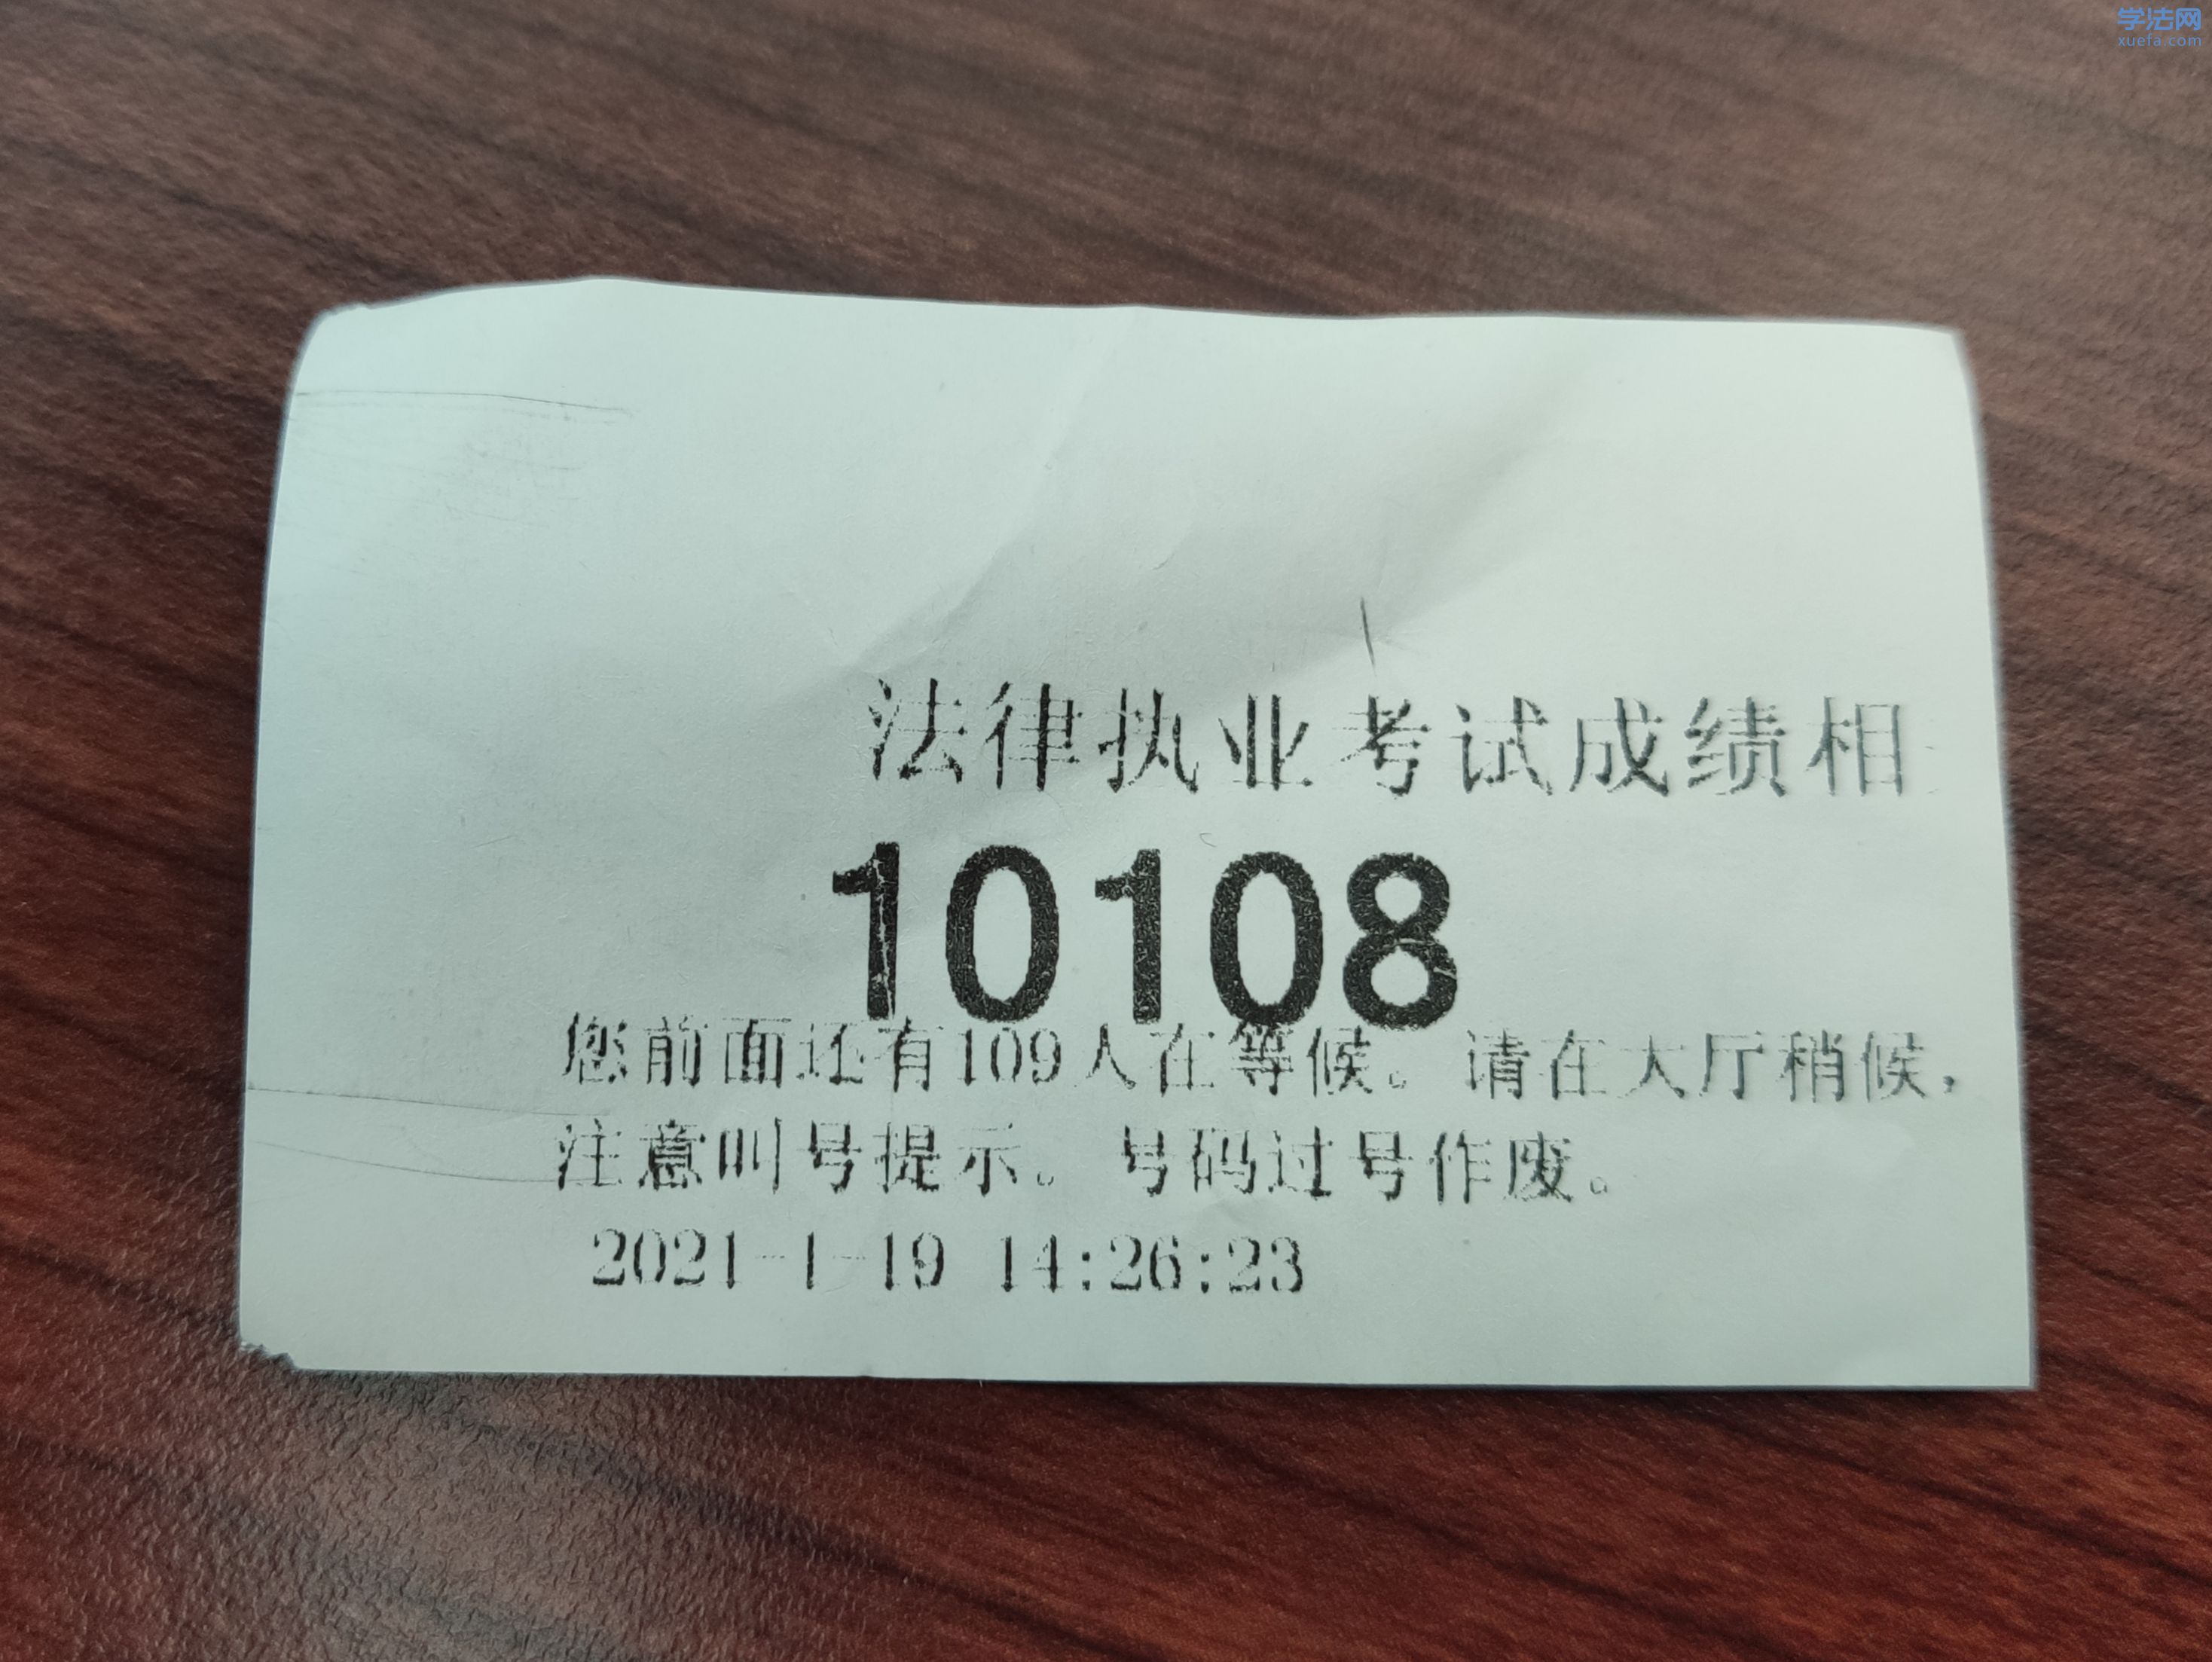 学法网
xuefa.com
法律执业考试成绩相
10108
您前面还有109人在等候。请在大厅稍候，
注意叫号提示。号码过号作废。
2021-1-19 14:26:23